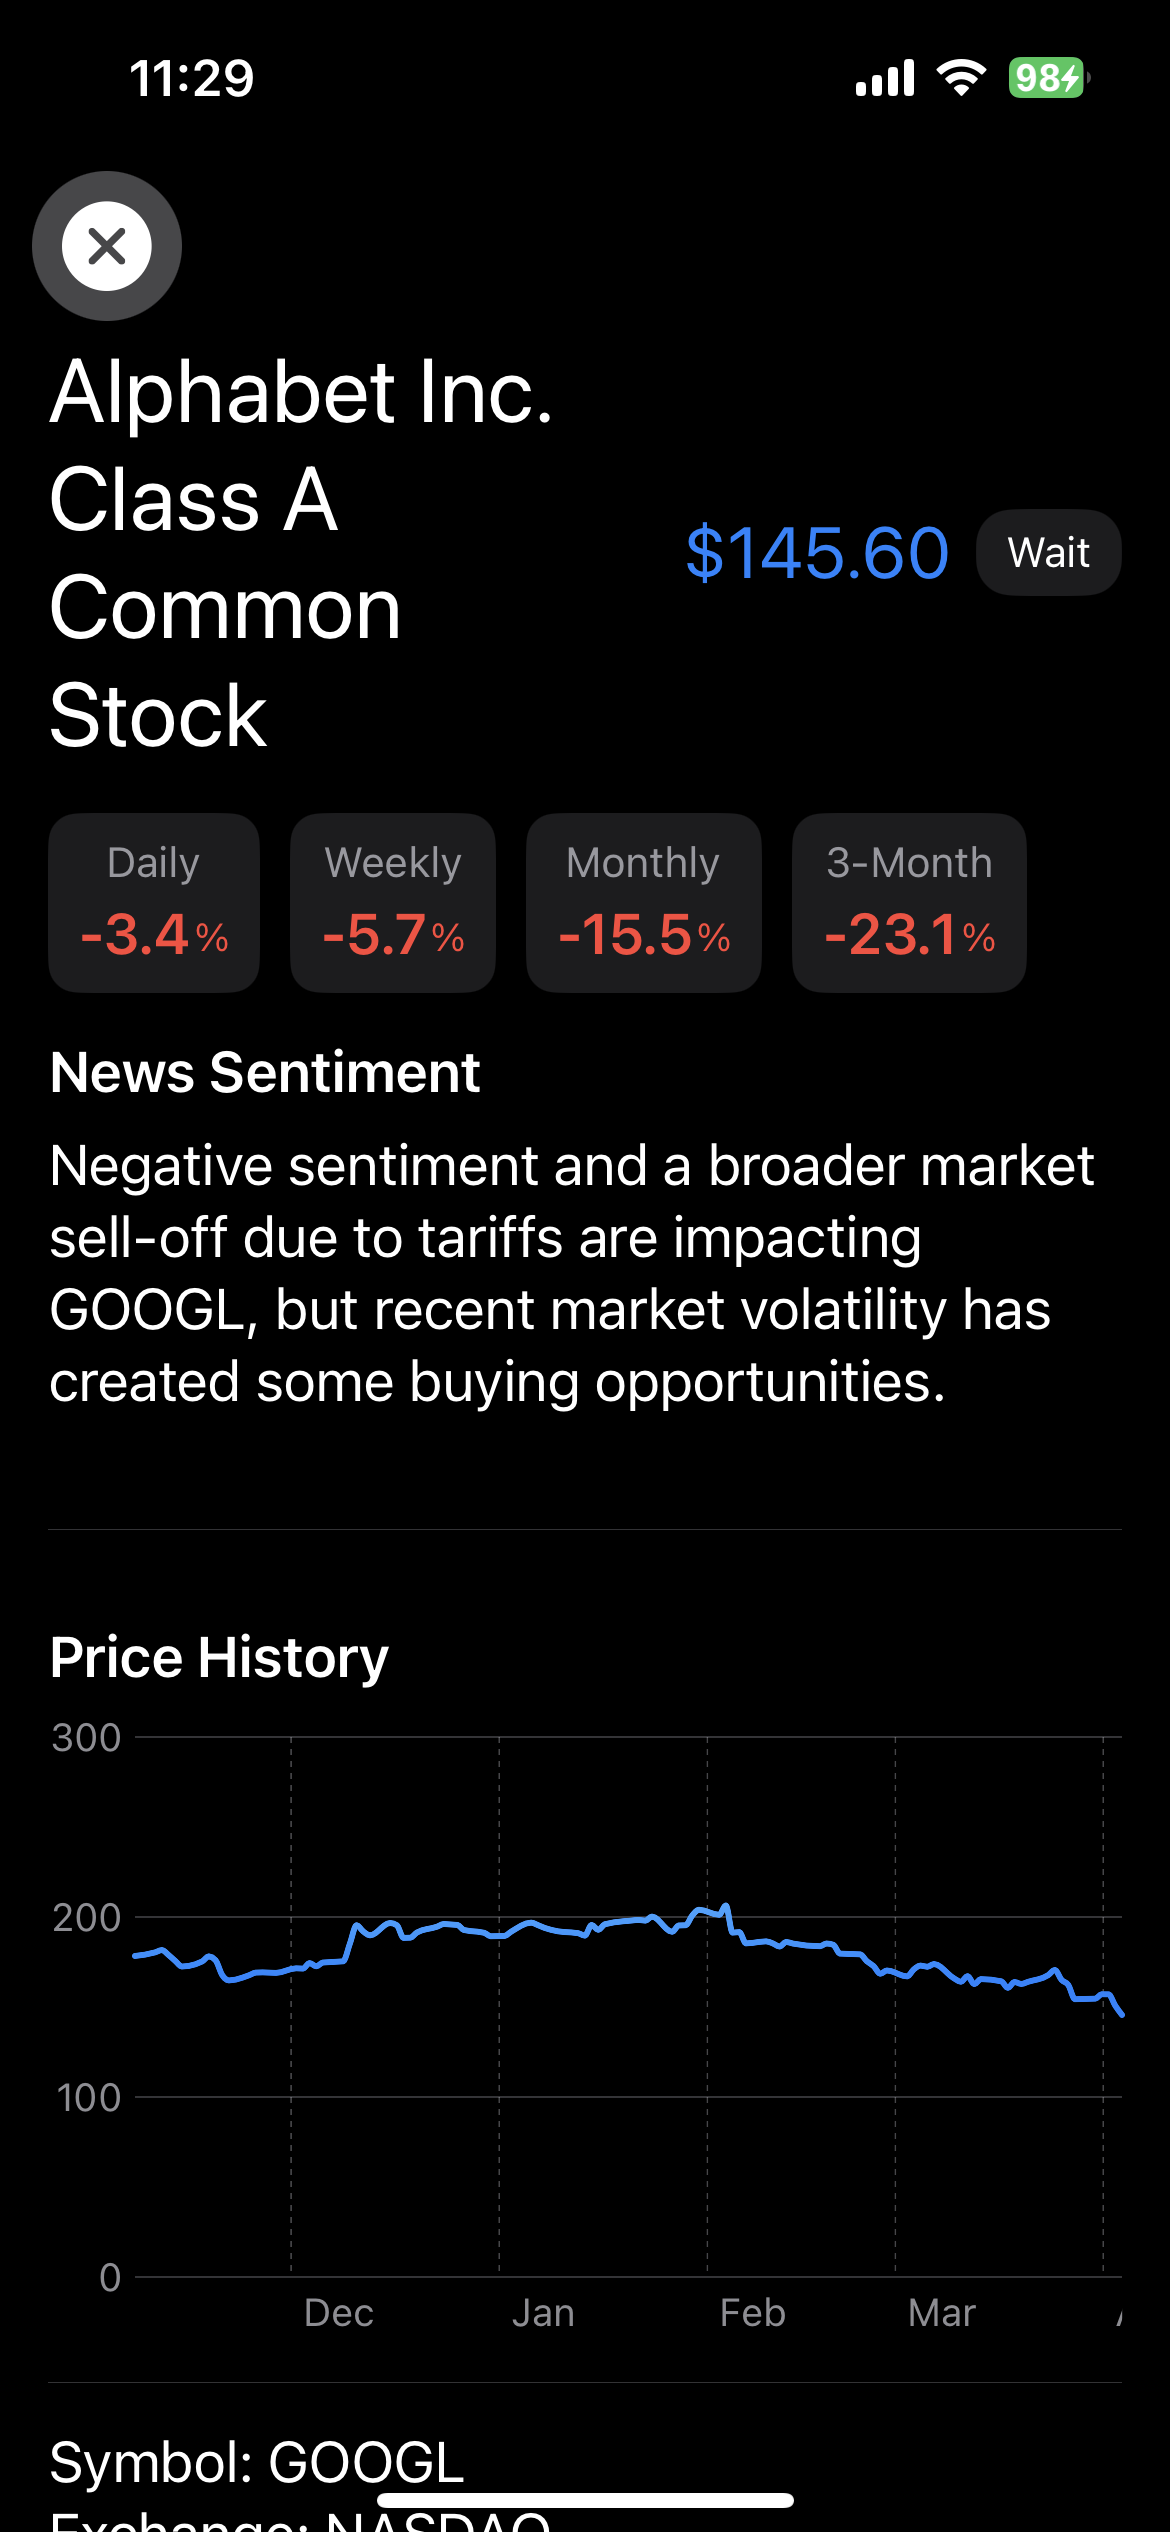 11:29
98
Alphabet Inc.
Class A
Common
Stock
$145.60
Wait
Daily
-3.4%
Weekly
-5.7%
Monthly
-15.5%
3-Month
-23.1%
News Sentiment
Negative sentiment and a broader market
sell-off due to tariffs are impacting
GOOGL, but recent market volatility has
created some buying opportunities.
Price History
300
200
100
0
Dec
Jan
Feb
Mar
Symbol: GOOGL
Exchange: NASDAQ